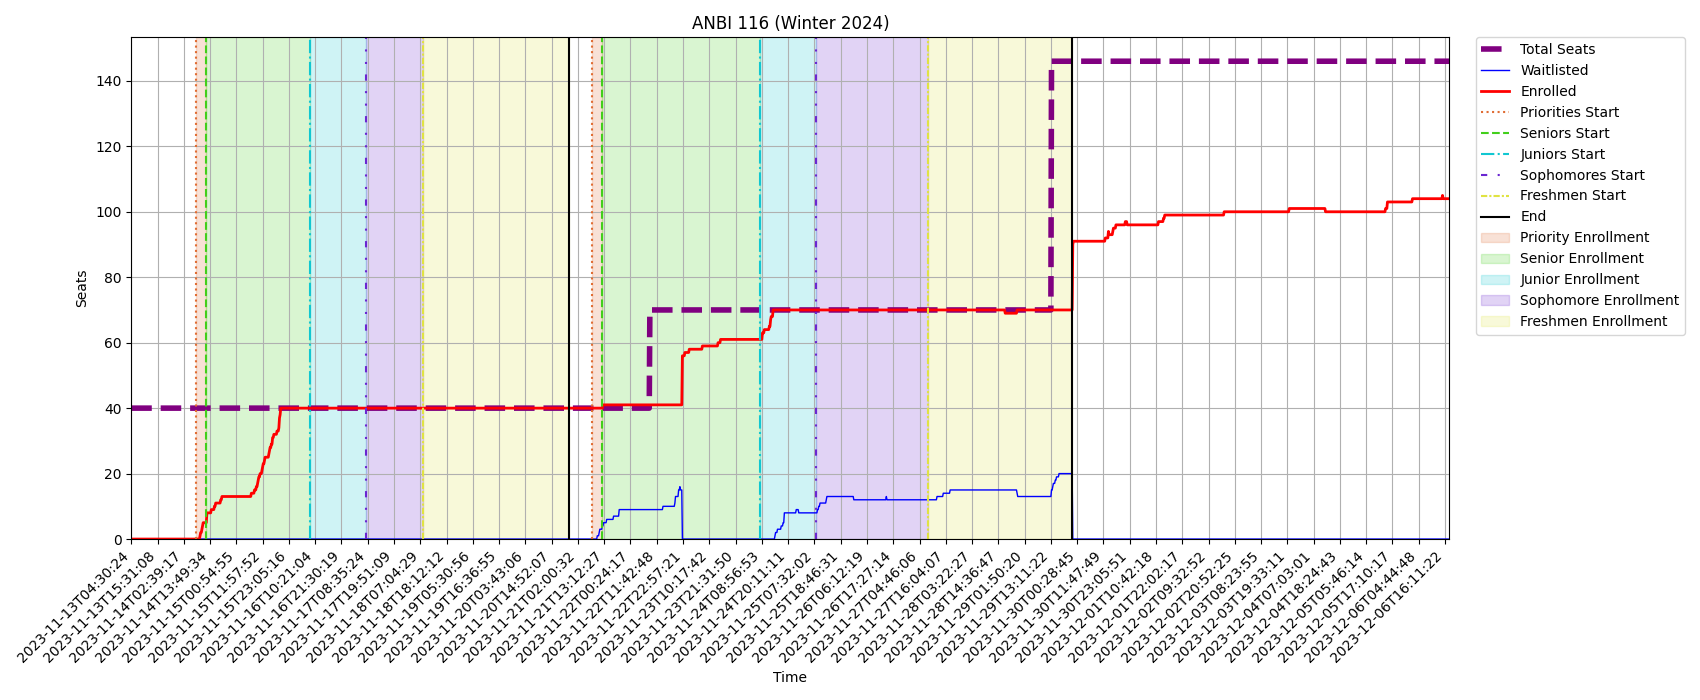 ANBI 116 (Winter 2024)
Total Seats
Waitlisted
Enrolled
Priorities Start
Seniors Start
Juniors Start
Sophomores Start
Freshmen Start
End
Priority Enrollment
Senior Enrollment
Junior Enrollment
Sophomore Enrollment
Freshmen Enrollment
Seats
140
120
100
80
60
40
20
0
2023-11-13T04:30:24
2023-11-13T15:31:08
2023-11-14T02:39:17
2023-11-14T13:49:34
2023-11-15T00:54:55
2023-11-15T11:57:52
2023-11-15T23:05:16
2023-11-16T10:21:04
2023-11-16T21:30:19
2023-11-17T08:35:24
2023-11-17T19:51:09
2023-11-18T07:04:29
2023-11-18T18:12:12
2023-11-19T05:30:56
2023-11-19T16:36:55
2023-11-20T03:43:06
2023-11-20T14:52:07
2023-11-21T02:00:32
2023-11-21T13:12:27
2023-11-22T00:24:17
2023-11-22T11:42:48
2023-11-22T22:57:21
2023-11-23T10:17:42
2023-11-23T21:31:50
2023-11-24T08:56:53
2023-11-24T20:11:11
2023-11-25T07:32:02
2023-11-25T18:46:31
2023-11-26T06:12:19
2023-11-26T17:27:14
2023-11-27T04:46:06
2023-11-27T16:04:07
2023-11-28T03:22:27
2023-11-28T14:36:47
2023-11-29T01:50:20
2023-11-29T13:11:22
2023-11-30T00:28:45
2023-11-30T11:47:49
2023-11-30T23:05:51
2023-12-01T10:42:18
2023-12-01T22:02:17
2023-12-02T09:32:52
2023-12-02T20:52:25
2023-12-03T08:23:55
2023-12-03T19:33:11
2023-12-04T07:03:01
2023-12-04T18:24:43
2023-12-05T05:46:14
2023-12-05T17:10:17
2023-12-06T04:44:48
2023-12-06T16:11:22
Time